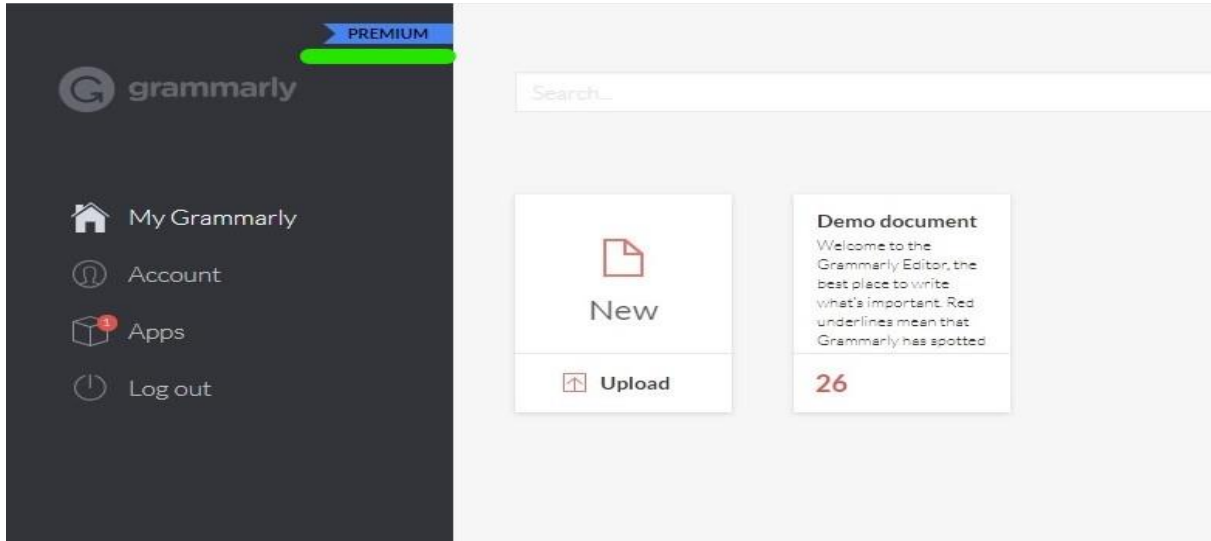 PREMIUM
grammarly
Search...
My Grammarly
Account
1
Apps
Log out
New
Upload
Demo document
Welcome to the
Grammarly Editor, the
best place to write
what's important. Red
underlines mean that
Grammarly has spotted
26